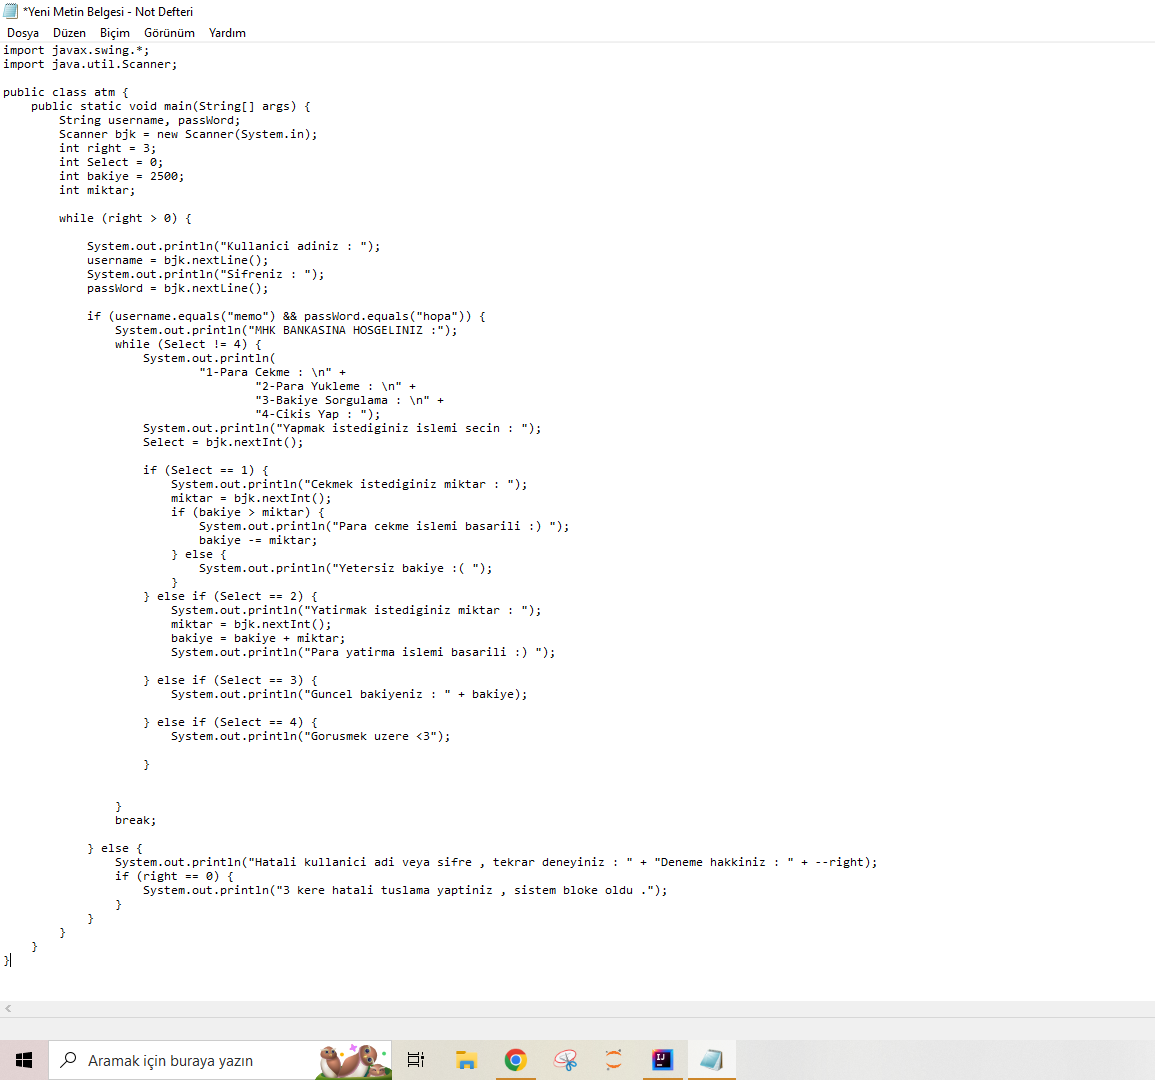 *Yeni Metin Belgesi - Not Defteri
Dosya Düzen Biçim Görünüm Yardım
import javax.swing.*;
import java.util.Scanner;
public class atm {
public static void main(String[] args) {
String username, passWord;
Scanner bjk = new Scanner(System.in);
int right = 3;
int Select = 0;
int bakiye = 2500;
int miktar;
while (right > 0) {
System.out.println("Kullanici adiniz : ");
username = bjk.nextLine();
System.out.println("Sifreniz : ");
passWord = bjk.nextLine();
if (username.equals("memo") && passWord.equals("hopa")) {
System.out.println("MHK BANKASINA HOSGELINIZ :");
while (Select != 4) {
System.out.println(
"1-Para Cekme : \n" +
"2-Para Yukleme : \n" +
"3-Bakiye Sorgulama : \n" +
"4-Cikis Yap : ");
System.out.println("Yapmak istediginiz islemi secin : ");
Select = bjk.nextInt();
if (Select == 1) {
System.out.println("Cekmek istediginiz miktar : ");
miktar = bjk.nextInt();
if (bakiye > miktar) {
System.out.println("Para cekme islemi basarili :) ");
bakiye -= miktar;
} else {
System.out.println("Yetersiz bakiye :( ");
}
} else if (Select == 2) {
System.out.println("Yatirmak istediginiz miktar : ");
miktar = bjk.nextInt();
bakiye = bakiye + miktar;
System.out.println("Para yatirma islemi basarili :) ");
} else if (Select == 3) {
System.out.println("Guncel bakiyeniz : " + bakiye);
} else if (Select == 4) {
System.out.println("Gorusmek uzere <3");
}
}
break;
} else {
System.out.println("Hatali kullanici adi veya sifre , tekrar deneyiniz : " + "Deneme hakkiniz : " + --right);
if (right == 0) {
System.out.println("3 kere hatali tuslama yaptiniz , sistem bloke oldu .");
}
}
}
}
}
Aramak için buraya yazın
IJ